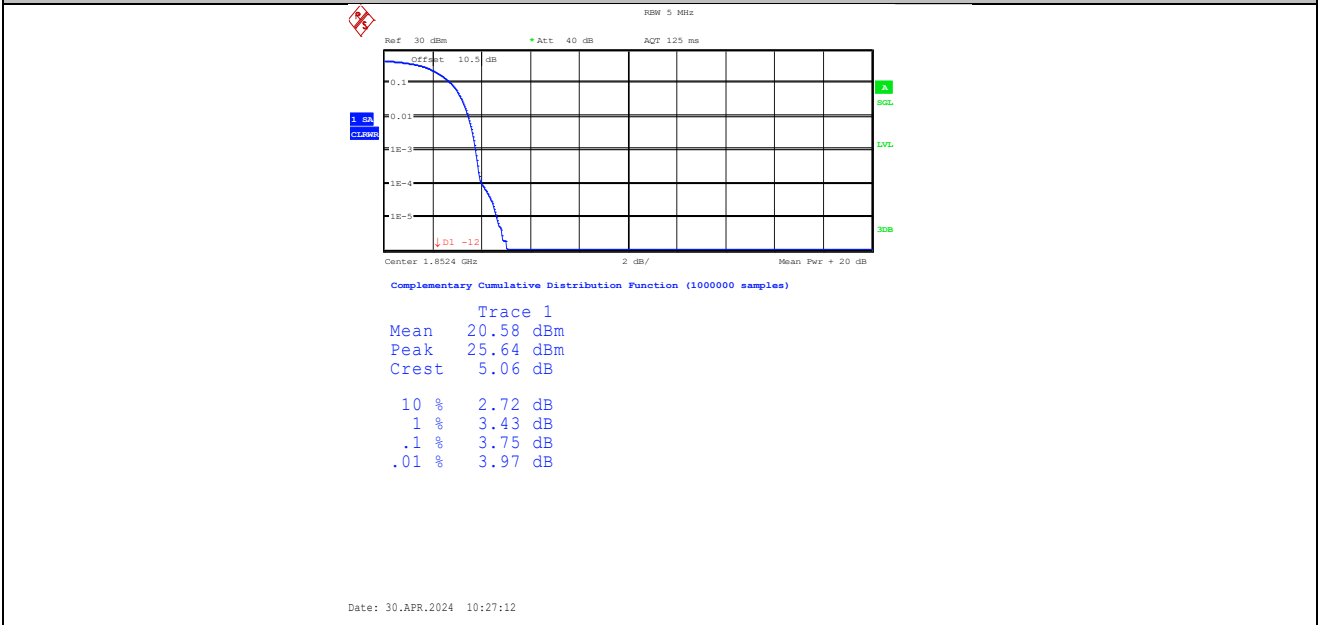 RBW 5 MHz
R S
Ref 30 dBm * Att 40 dB AQT 125 ms
Offset 10.5 dB
0.1
A
SGL
0.01
1 SA
CLRWR
1E-3
LVL
1E-4
1E-5
3DB
↓D1 -12
Center 1.8524 GHz 2 dB/ Mean Pwr + 20 dB
Complementary Cumulative Distribution Function (1000000 samples)
Trace 1
Mean 20.58 dBm
Peak 25.64 dBm
Crest 5.06 dB
10 % 2.72 dB
1 % 3.43 dB
.1 % 3.75 dB
.01 % 3.97 dB
Date: 30.APR.2024 10:27:12